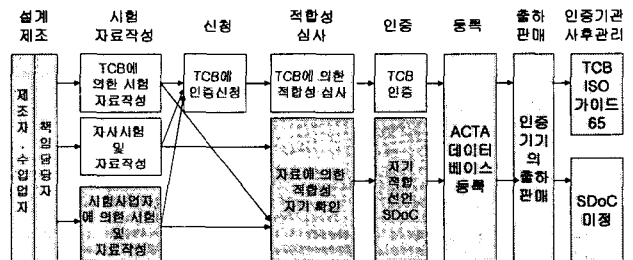 설계
제조
시험
자료작성
신청
적합성
심사
인증
등록
출하
판매
인증기관
사후관리
제조자·수입업자
책임담당자
TCB에
의한 시험
자료작성
자사시험
및
자료작성
시험사업자
에 의한 시험
및
자료작성
TCB에
인증신청
TCB에 의한
적합성 심사
자료에 의한
적합성
자기 확인
TCB
인증
자기
적합
선언
SDoC
ACTA
데이터
베이스
등록
인증
기기
의
출하
판매
TCB
ISO
가이드
65
SDoC
미정